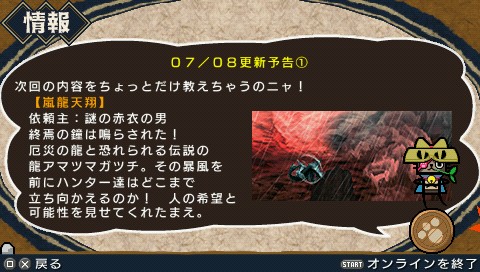 情報
07／08更新予告①
次回の内容をちょっとだけ教えちゃうのニャ！
【嵐龍天翔】
依頼主：謎の赤衣の男
終焉の鐘は鳴らされた！
厄災の龍と恐れられる伝説の
龍アマツマガツチ。その暴風を
前にハンター達はどこまで
立ち向かえるのか！　人の希望と
可能性を見せてくれたまえ。
□×戻る
START オンラインを終了